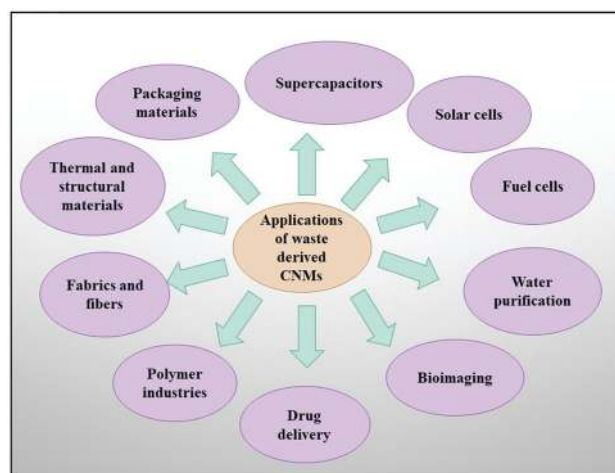 Supercapacitors
Packaging
materials
Solar cells
Thermal and
structural
materials
Fuel cells
Applications
of waste
derived
CNMs
Fabrics and
fibers
Water
purification
Polymer
industries
Bioimaging
Drug
delivery